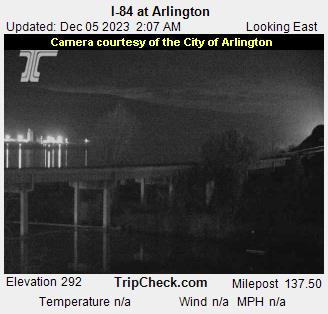 I-84 at Arlington
Updated: Dec 05 2023 2:07 AM Looking East
Camera courtesy of the City of Arlington
Elevation 292 TripCheck.com Milepost 137.50
Temperature n/a Wind n/a MPH n/a